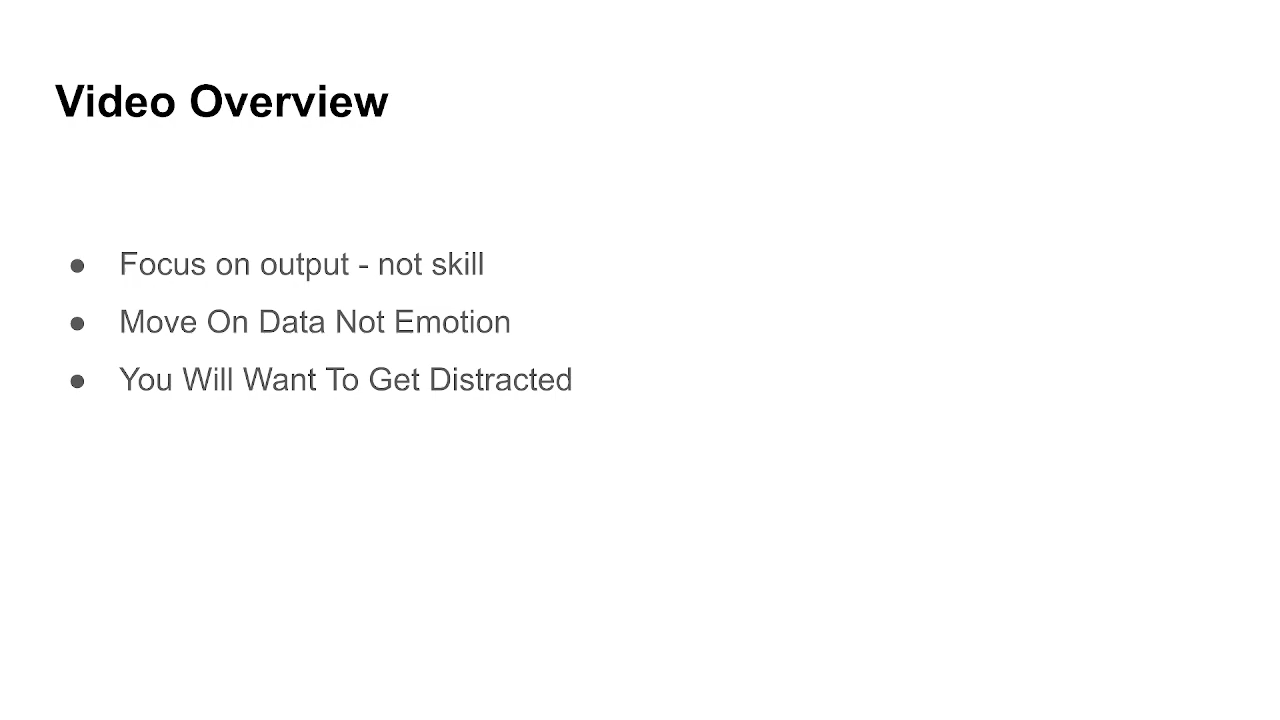 Video Overview
● Focus on output - not skill
● Move On Data Not Emotion
● You Will Want To Get Distracted